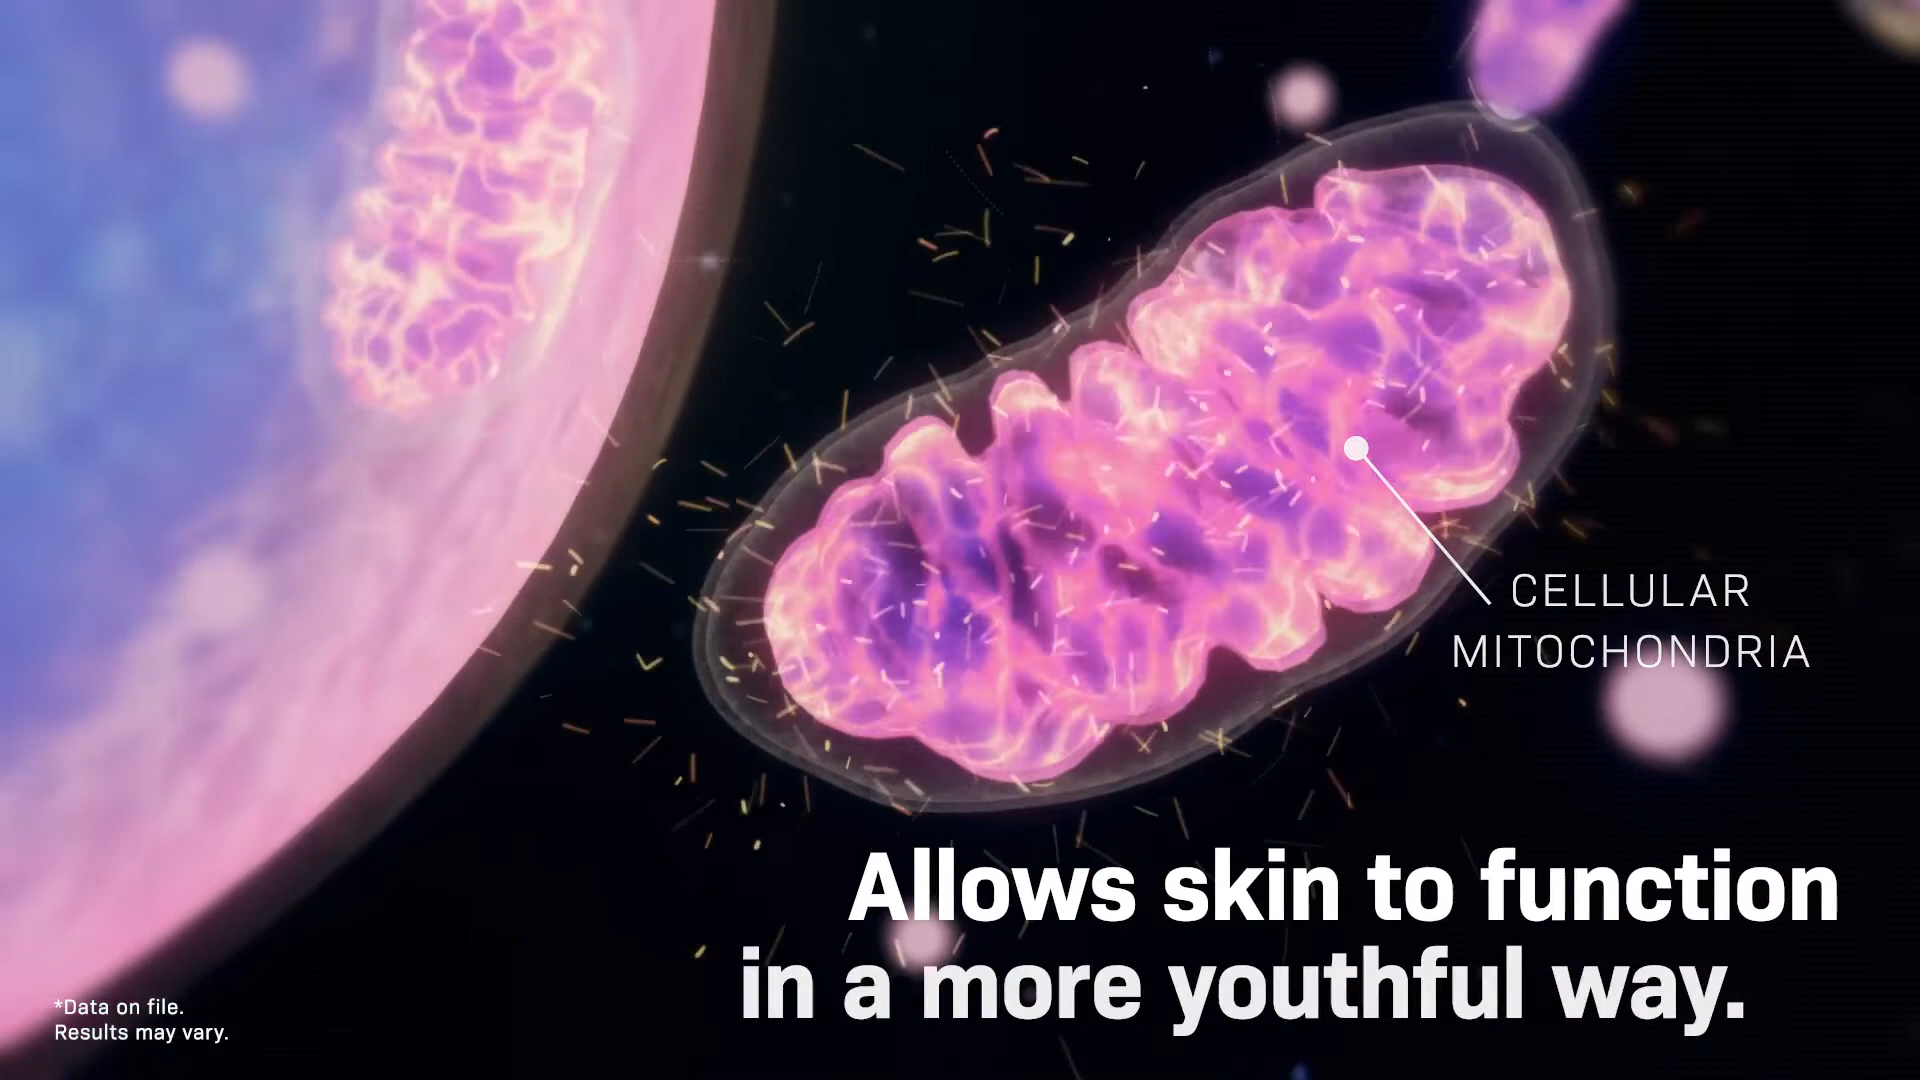 CELLULAR
MITOCHONDRIA
Allows skin to function
in a more youthful way.
*Data on file.
Results may vary.